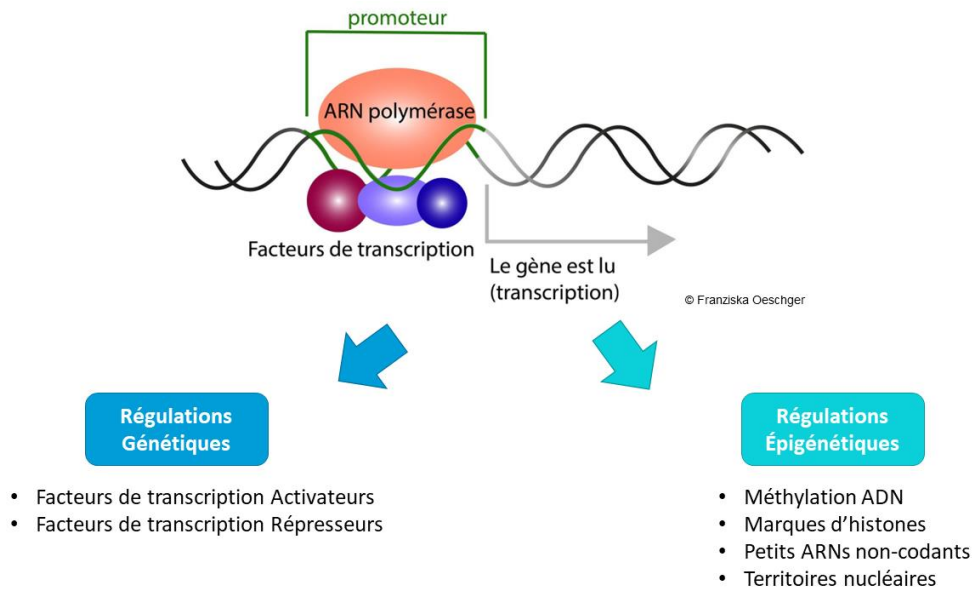 promoteur
ARN polymérase
Facteurs de transcription
Le gène est lu
(transcription)
© Franziska Oeschger
Régulations
Génétiques
• Facteurs de transcription Activateurs
• Facteurs de transcription Répresseurs
Régulations
Épigénétiques
• Méthylation ADN
• Marques d’histones
• Petits ARNs non-codants
• Territoires nucléaires